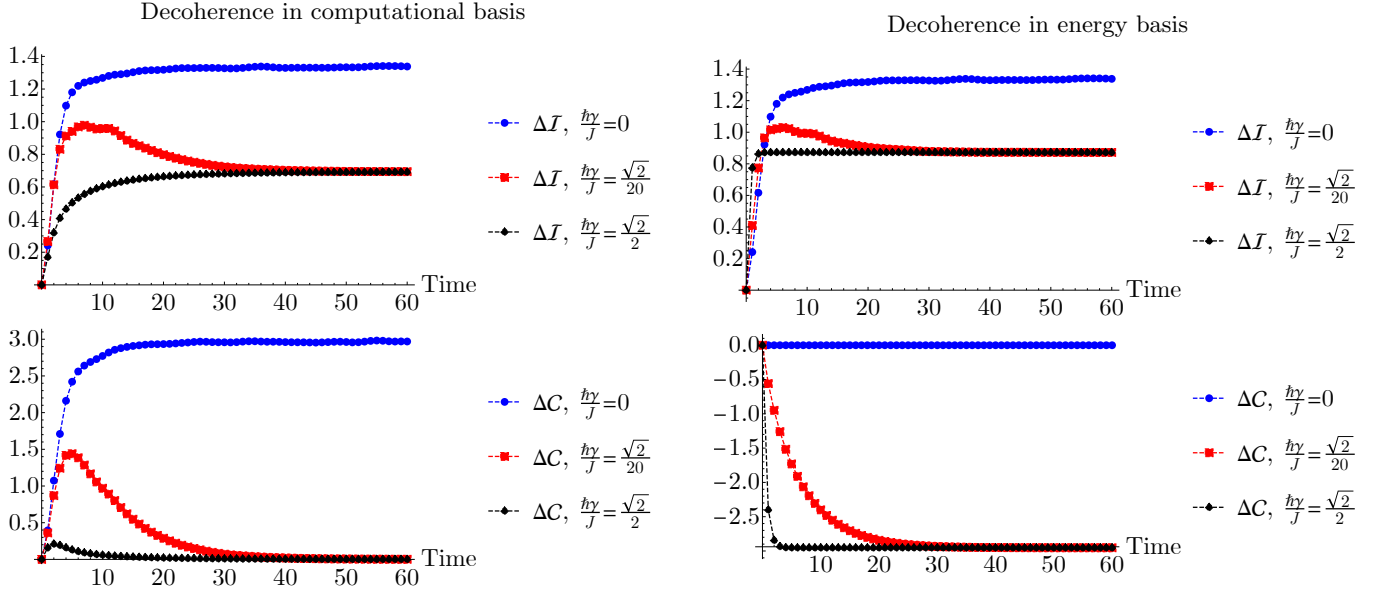 Decoherence in computational basis
1.4
1.2
1.0
0.8
0.6
0.4
0.2
10 20 30 40 50 60
Time
ΔI, ħγ/J=0
ΔI, ħγ/J=√2/20
ΔI, ħγ/J=√2/2
3.0
2.5
2.0
1.5
1.0
0.5
10 20 30 40 50 60
Time
ΔC, ħγ/J=0
ΔC, ħγ/J=√2/20
ΔC, ħγ/J=√2/2
Decoherence in energy basis
1.4
1.2
1.0
0.8
0.6
0.4
0.2
10 20 30 40 50 60
Time
ΔI, ħγ/J=0
ΔI, ħγ/J=√2/20
ΔI, ħγ/J=√2/2
0.0
−0.5
−1.0
−1.5
−2.0
−2.5
10 20 30 40 50 60
Time
ΔC, ħγ/J=0
ΔC, ħγ/J=√2/20
ΔC, ħγ/J=√2/2